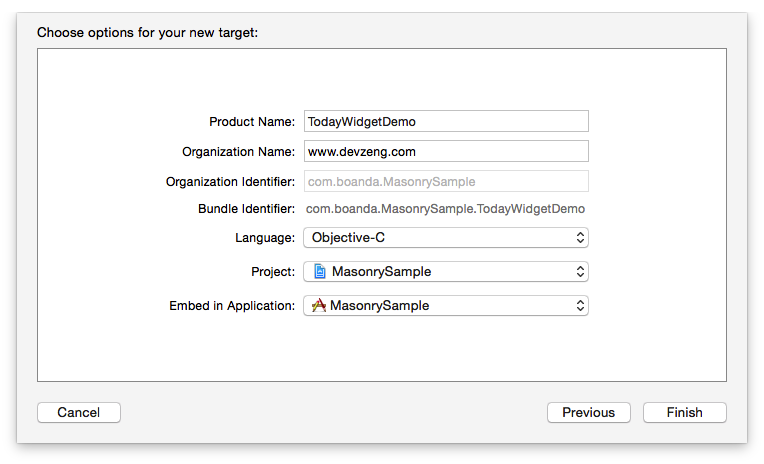 Choose options for your new target:
Product Name: TodayWidgetDemo
Organization Name: www.devzeng.com
Organization Identifier: com.boanda.MasonrySample
Bundle Identifier: com.boanda.MasonrySample.TodayWidgetDemo
Language: Objective-C
Project: MasonrySample
Embed in Application: MasonrySample
Cancel Previous Finish